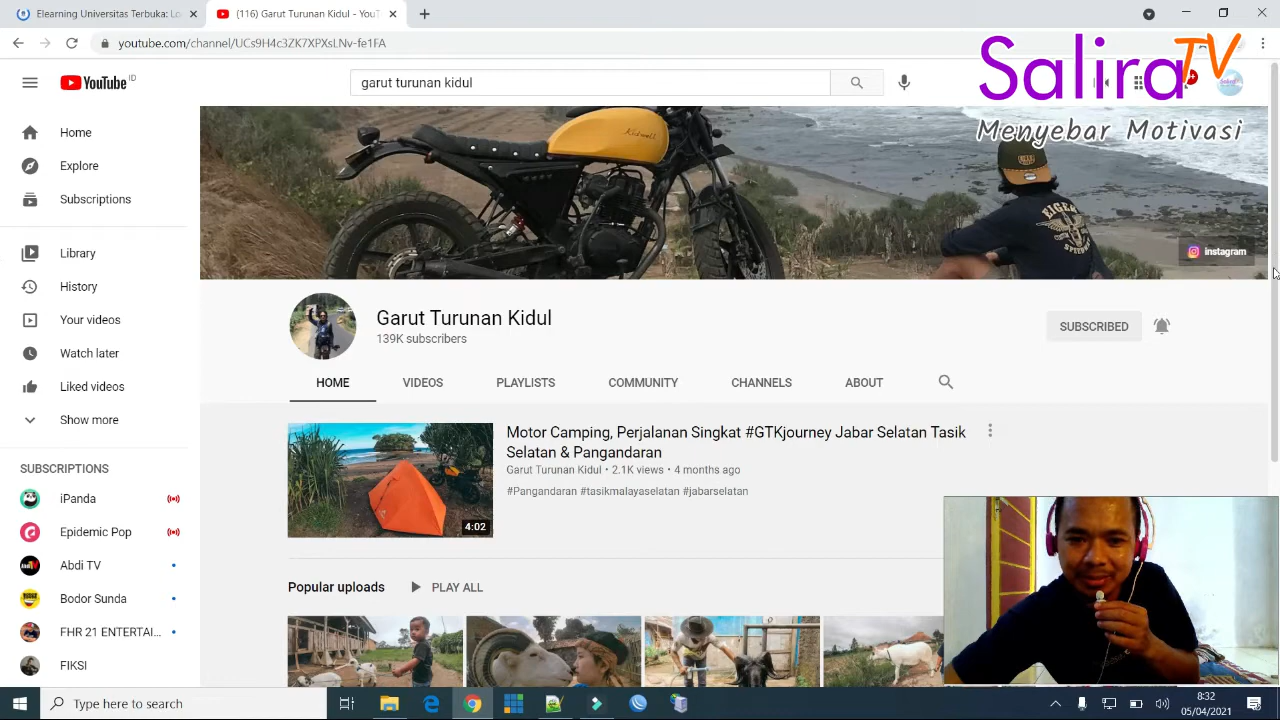 Elearning Universitas Terbuka: Lo
(116) Garut Turunan Kidul - YouT
youtube.com/channel/UCs9H4c3ZK7XPXsLNv-fe1FA
Salira TV
Menyebar Motivasi
YouTube ID
garut turunan kidul
Home
Explore
Subscriptions
Library
History
Your videos
Watch later
Liked videos
Show more
SUBSCRIPTIONS
iPanda
Epidemic Pop
Abdi TV
Bodor Sunda
FHR 21 ENTERTAI...
FIKSI
EIGER
instagram
Garut Turunan Kidul
139K subscribers
SUBSCRIBED
HOME VIDEOS PLAYLISTS COMMUNITY CHANNELS ABOUT
Motor Camping, Perjalanan Singkat #GTKjourney Jabar Selatan Tasik
Selatan & Pangandaran
Garut Turunan Kidul • 2.1K views • 4 months ago
#Pangandaran #tasikmalayaselatan #jabarselatan
4:02
Popular uploads PLAY ALL
Type here to search
8:32
05/04/2021